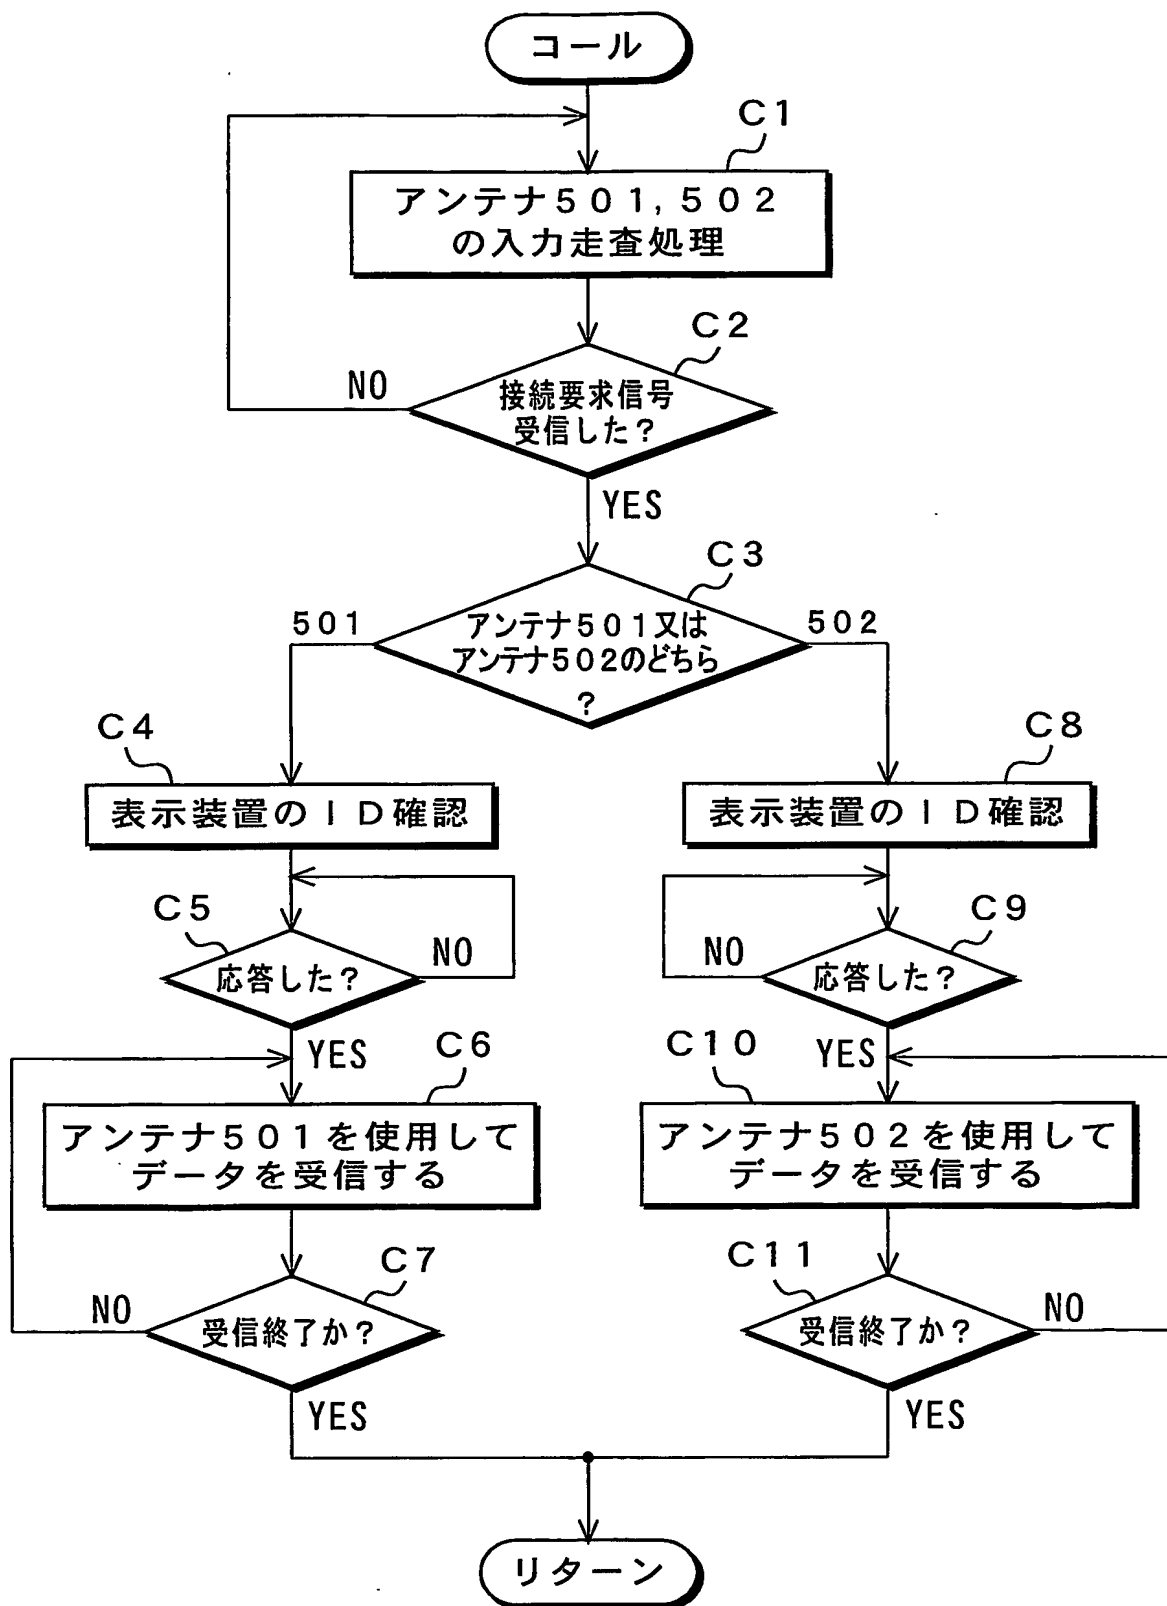 コール
C1
アンテナ501,502
の入力走査処理
C2
接続要求信号
受信した?
NO
YES
C3
501
アンテナ501又は
アンテナ502のどちら
?
502
C4
表示装置のID確認
C8
表示装置のID確認
C5
応答した?
NO
YES
C9
応答した?
NO
YES
C6
アンテナ501を使用して
データを受信する
C10
アンテナ502を使用して
データを受信する
C7
受信終了か?
NO
YES
C11
受信終了か?
NO
YES
リターン